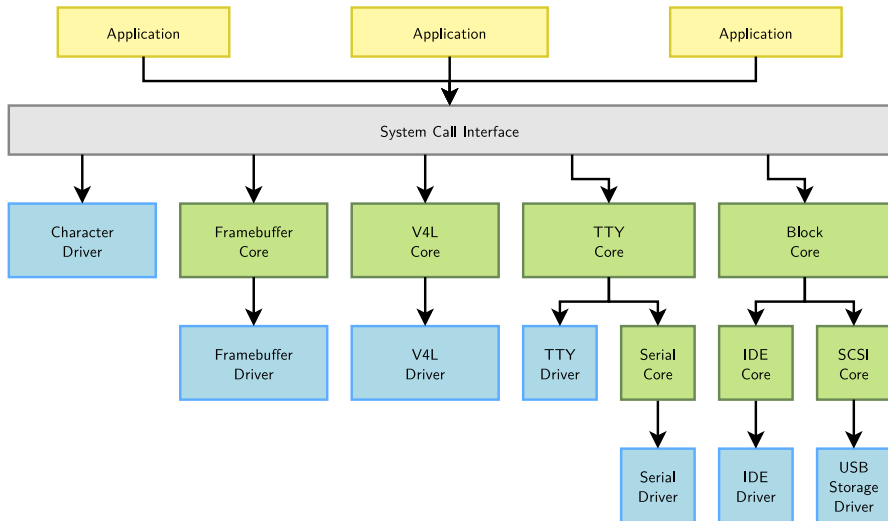 Application
Application
Application
System Call Interface
Character
Driver
Framebuffer
Core
V4L
Core
TTY
Core
Block
Core
Framebuffer
Driver
V4L
Driver
TTY
Driver
Serial
Core
IDE
Core
SCSI
Core
Serial
Driver
IDE
Driver
USB
Storage
Driver